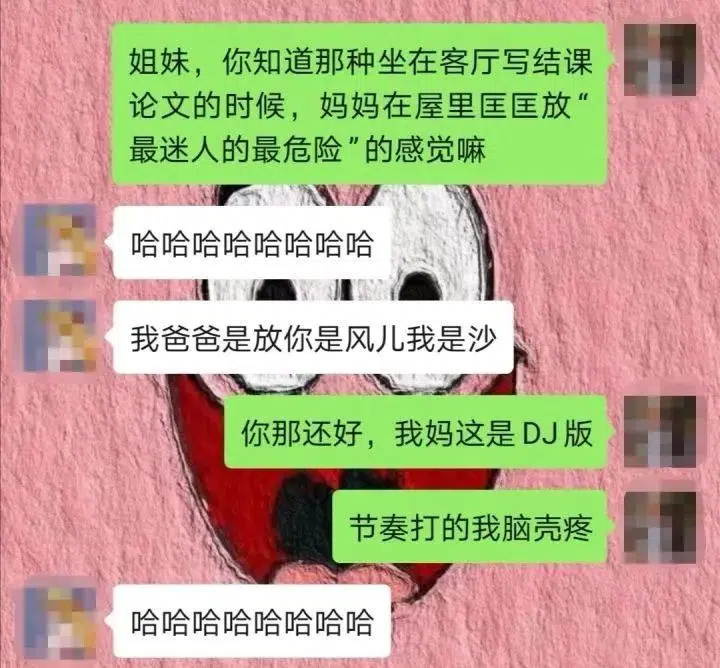 姐妹，你知道那种坐在客厅写结课
论文的时候，妈妈在屋里匡匡放“
最迷人的最危险”的感觉嘛
哈哈哈哈哈哈哈哈
我爸爸是放你是风儿我是沙
你那还好，我妈这是DJ版
节奏打的我脑壳疼
哈哈哈哈哈哈哈哈